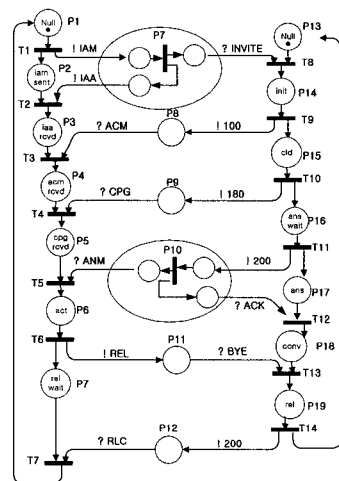 P1
Null
P7
P13
Null
T1
! IAM
? INVITE
T8
P2
iam
sent
! IAA
init
P14
T2
P8
T9
P3
iaa
rcvd
? ACM
! 100
cld
P15
T3
P4
acm
rcvd
P9
T10
T4
? CPG
! 180
ans
wait
P16
P5
cpg
rcvd
P10
T11
! 200
T5
? ANM
ans
P17
act
P6
? ACK
T12
T6
P11
conv
P18
! REL
? BYE
T13
rel
wait
P7
rel
P19
P12
T14
? RLC
! 200
T7